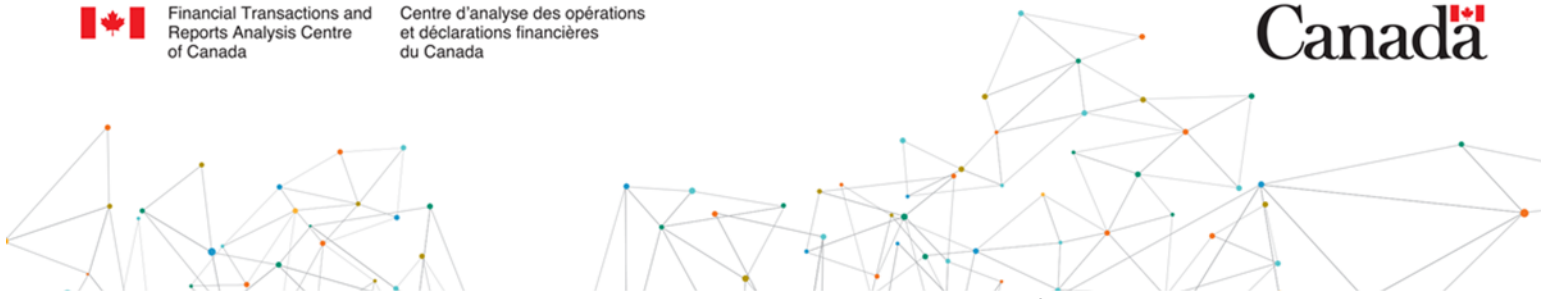 Financial Transactions and
Reports Analysis Centre
of Canada
Centre d'analyse des opérations
et déclarations financières
du Canada
Canada